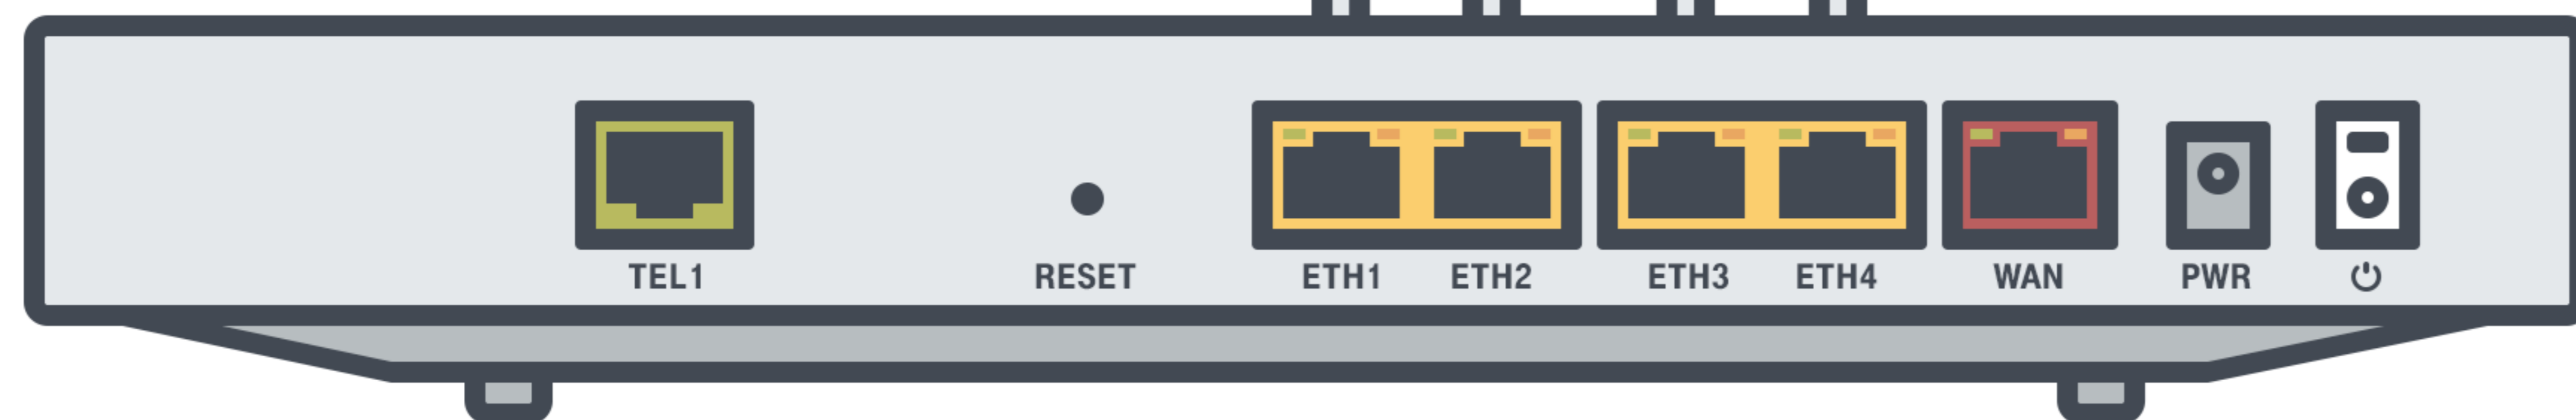 TEL1
RESET
ETH1
ETH2
ETH3
ETH4
WAN
PWR